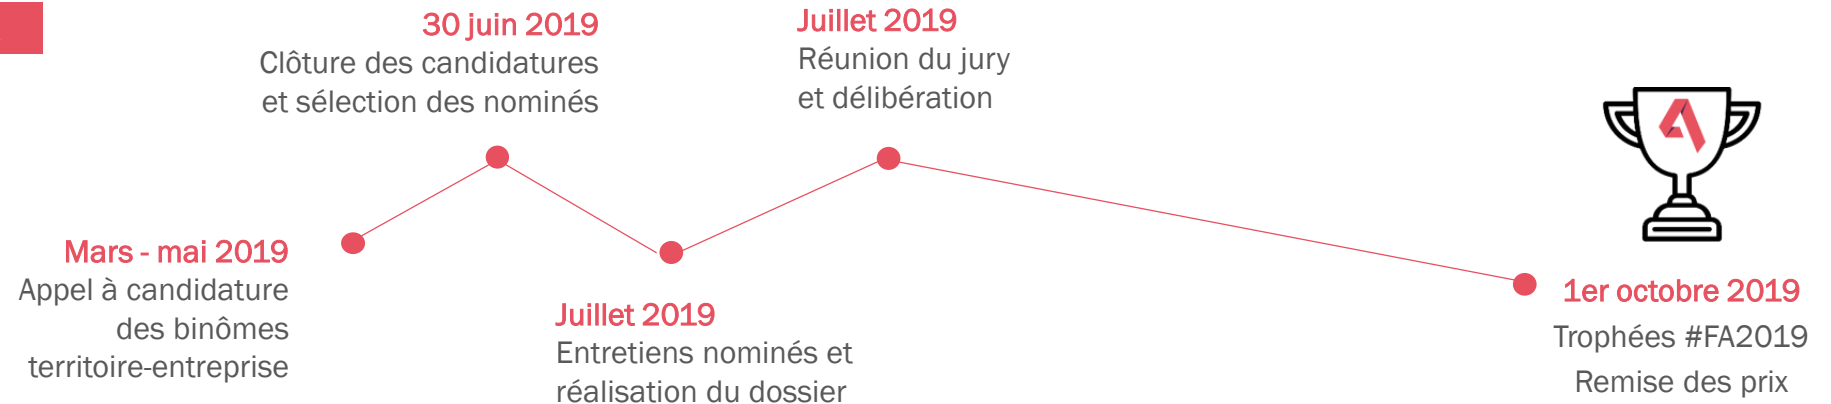 Mars - mai 2019
Appel à candidature
des binômes
territoire-entreprise
30 juin 2019
Clôture des candidatures
et sélection des nominés
Juillet 2019
Entretiens nominés et
réalisation du dossier
Juillet 2019
Réunion du jury
et délibération
1er octobre 2019
Trophées #FA2019
Remise des prix